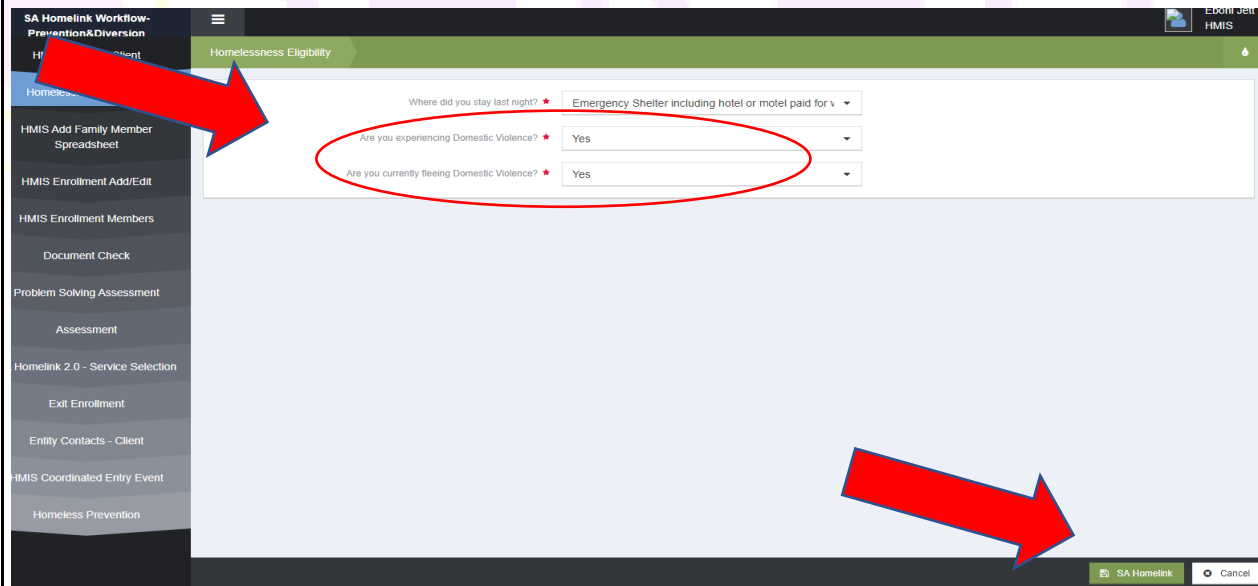 SA Homelink Workflow-
Prevention&Diversion
Eboni Jett
HMIS
Client
Homelessness Eligibility
Where did you stay last night? ★ Emergency Shelter including hotel or motel paid for
Are you experiencing Domestic Violence? ★ Yes
Are you currently fleeing Domestic Violence? ★ Yes
HMIS Add Family Member
Spreadsheet
HMIS Enrollment Add/Edit
HMIS Enrollment Members
Document Check
Problem Solving Assessment
Assessment
Homelink 2.0 - Service Selection
Exit Enrollment
Entity Contacts - Client
HMIS Coordinated Entry Event
Homeless Prevention
SA Homelink
Cancel